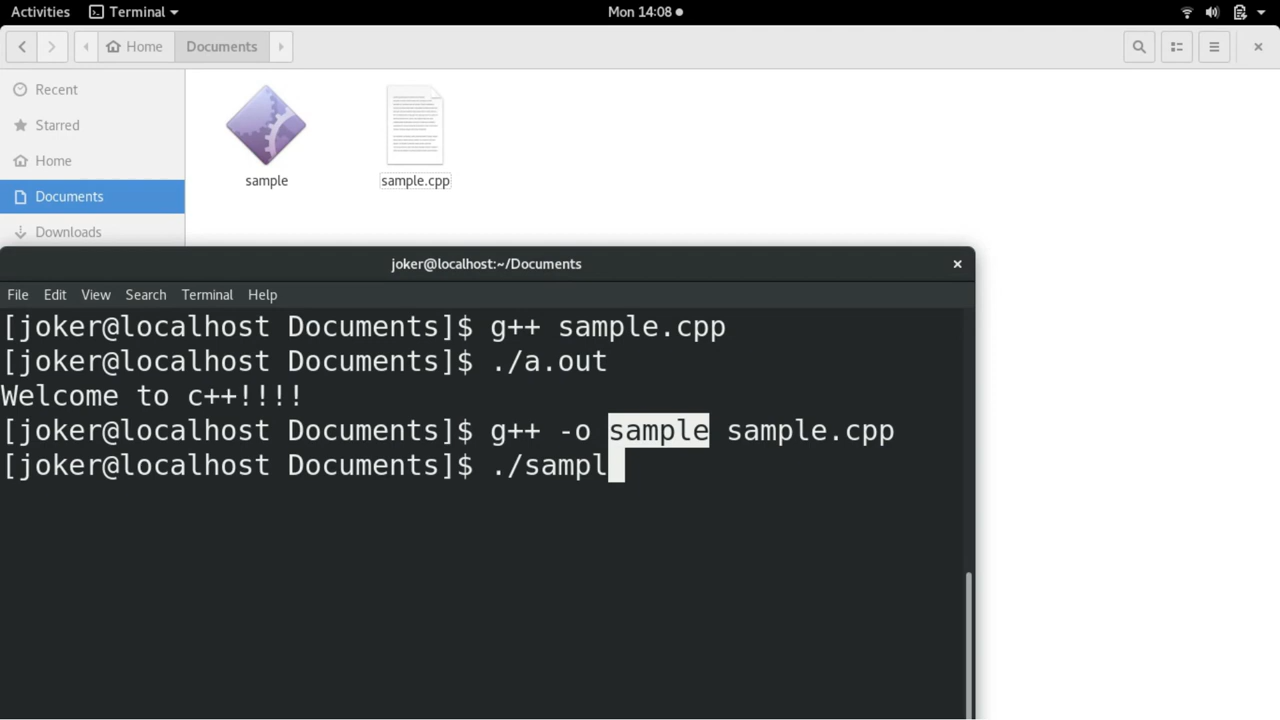 Activities Terminal Mon 14:08
Home Documents
Recent
Starred
Home
Documents
Downloads
sample sample.cpp
joker@localhost:~/Documents
File Edit View Search Terminal Help
[joker@localhost Documents]$ g++ sample.cpp
[joker@localhost Documents]$ ./a.out
Welcome to c++!!!!
[joker@localhost Documents]$ g++ -o sample sample.cpp
[joker@localhost Documents]$ ./sampl